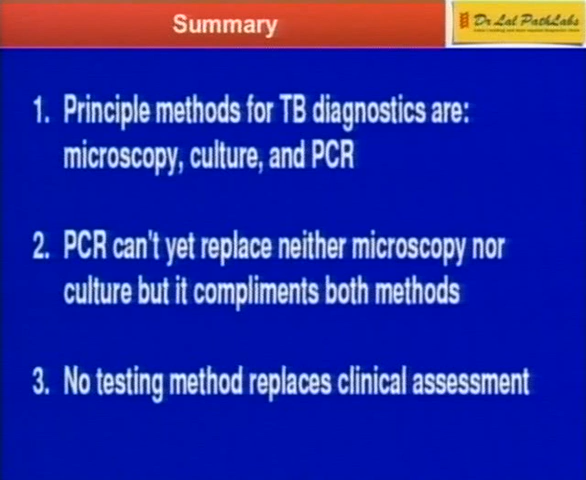 Summary
Dr Lal PathLabs
1. Principle methods for TB diagnostics are:
microscopy, culture, and PCR
2. PCR can't yet replace neither microscopy nor
culture but it compliments both methods
3. No testing method replaces clinical assessment